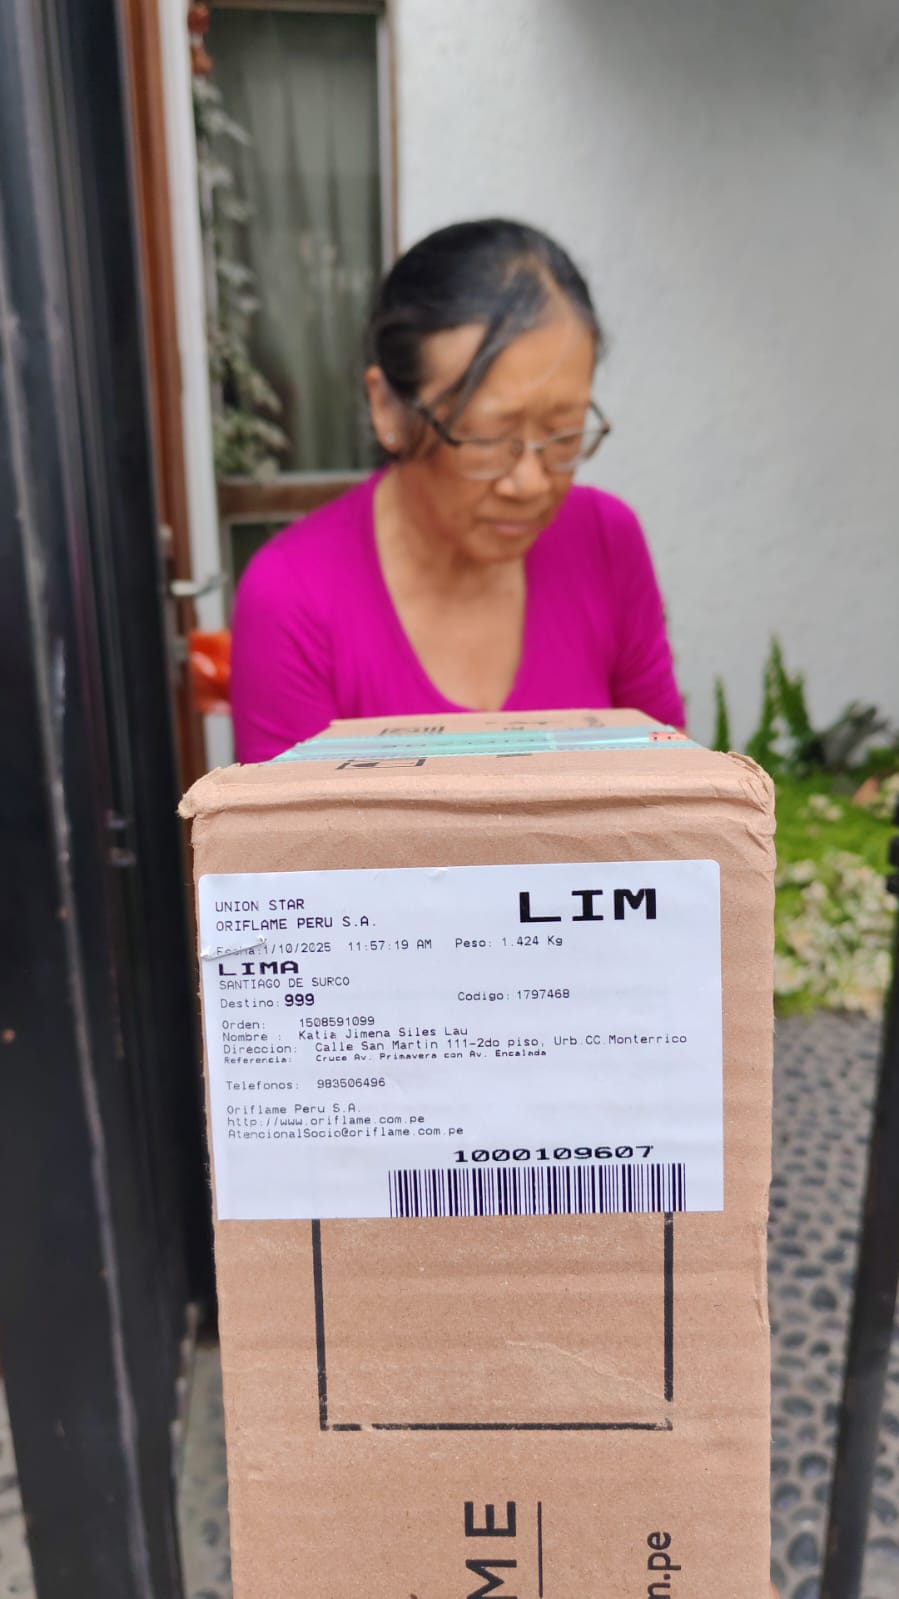 UNION STAR
ORIFLAME PERU S.A.
LIM
Fecha:1/10/2025 11:57:19 AM Peso: 1.424 Kg
LIMA
SANTIAGO DE SURCO
Destino: 999 Codigo: 1797468
Orden: 1508591099
Nombre : Katia Jimena Siles Lau
Direccion: Calle San Martin 111-2do piso, Urb.CC.Monterrico
Referencia: Cruce Av. Primavera con Av. Encalada
Telefonos: 983506496
Oriflame Peru S.A.
http://www.oriflame.com.pe
AtencionalSocio@oriflame.com.pe
1000109607
ME
m.pe